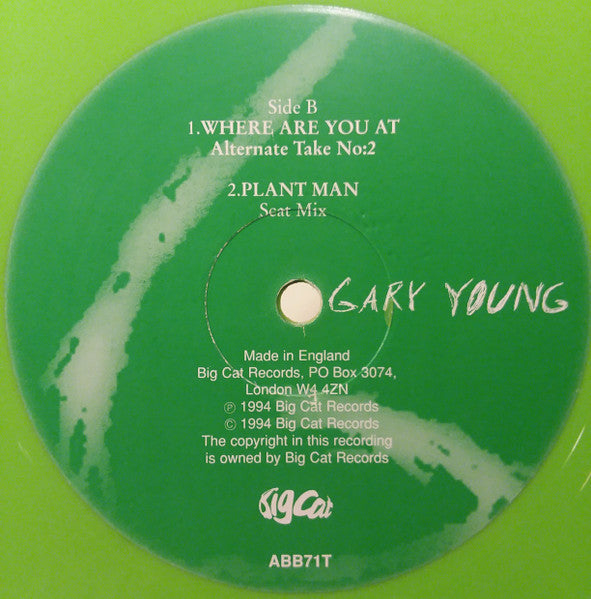 Side B
1.WHERE ARE YOU AT
Alternate Take No:2
2.PLANT MAN
Seat Mix
GARY YOUNG
Made in England
Big Cat Records, PO Box 3074,
London W4 4ZN
℗ 1994 Big Cat Records
© 1994 Big Cat Records
The copyright in this recording
is owned by Big Cat Records
Big Cat
ABB71T